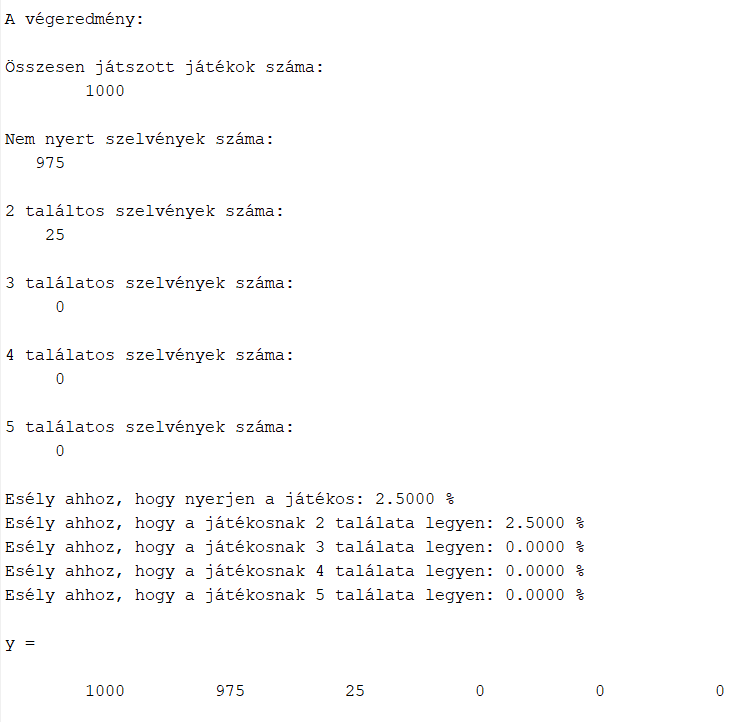 A végeredmény:
Összesen játszott játékok száma:
1000
Nem nyert szelvények száma:
975
2 találtos szelvények száma:
25
3 találatos szelvények száma:
0
4 találatos szelvények száma:
0
5 találatos szelvények száma:
0
Esély ahhoz, hogy nyerjen a játékos: 2.5000 %
Esély ahhoz, hogy a játékosnak 2 találata legyen: 2.5000 %
Esély ahhoz, hogy a játékosnak 3 találata legyen: 0.0000 %
Esély ahhoz, hogy a játékosnak 4 találata legyen: 0.0000 %
Esély ahhoz, hogy a játékosnak 5 találata legyen: 0.0000 %
y =
1000 975 25 0 0 0